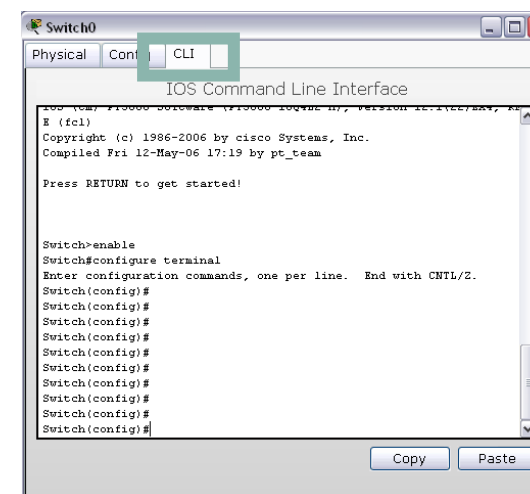 Switch0
Physical Config CLI
IOS Command Line Interface
E (fcl)
Copyright (c) 1986-2006 by cisco Systems, Inc.
Compiled Fri 12-May-06 17:19 by pt_team
Press RETURN to get started!
Switch>enable
Switch#configure terminal
Enter configuration commands, one per line. End with CNTL/Z.
Switch(config)#
Switch(config)#
Switch(config)#
Switch(config)#
Switch(config)#
Switch(config)#
Switch(config)#
Switch(config)#
Switch(config)#
Switch(config)#
Copy Paste